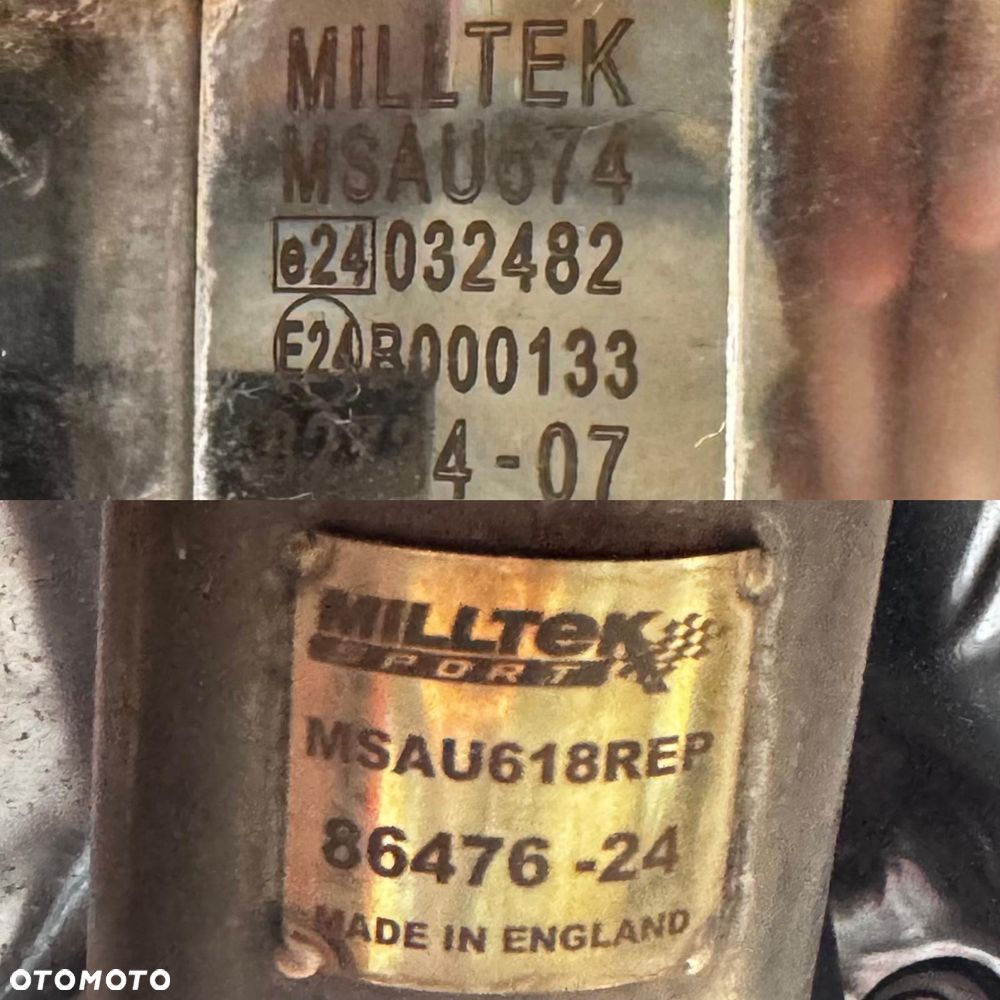 MILLTEK
MSAU674
e24 032482
E24 B000133
4-07
MILLTEK
SPORT
MSAU618REP
86476-24
MADE IN ENGLAND
OTOMOTO